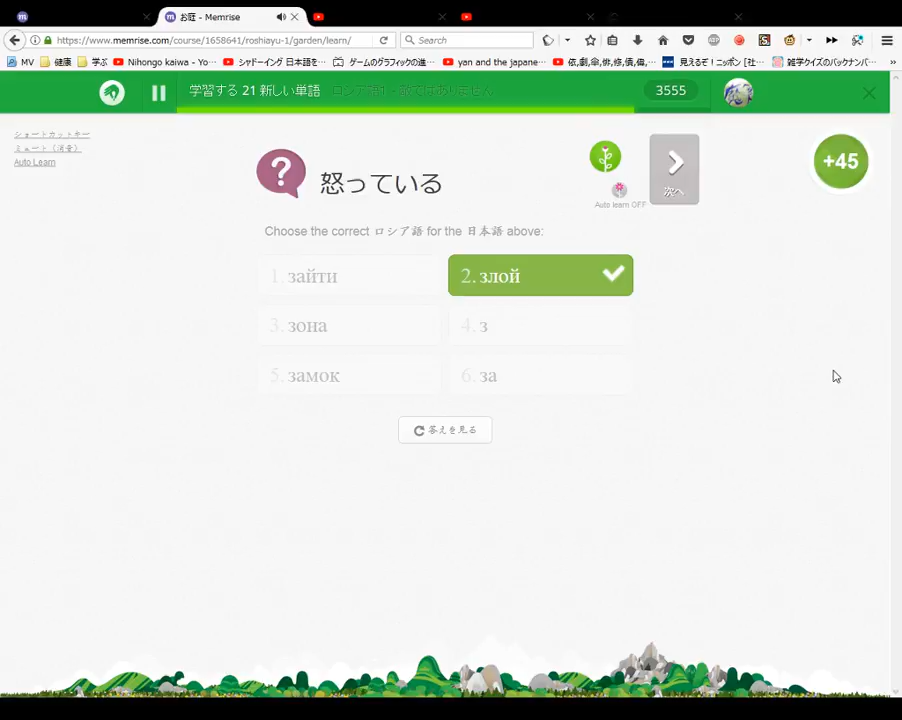 お庭 - Memrise
https://www.memrise.com/course/1658641/roshiayu-1/garden/learn/
Search
MV
健康
学ぶ
Nihongo kaiwa - Yo...
シャドーイング 日本語を...
ゲームのグラフィックの進...
yan and the japane...
見えるぞ！ニッポン [社...
雑学クイズのバックナンバ...
学習する 21 新しい単語
3555
ショートカットキー
ミュート（消音）
Auto Learn
?
怒っている
次へ
+45
Auto learn OFF
Choose the correct ロシア語 for the 日本語 above:
1. зайти
2. злой
3. зона
4. з
5. замок
6. за
答えを見る